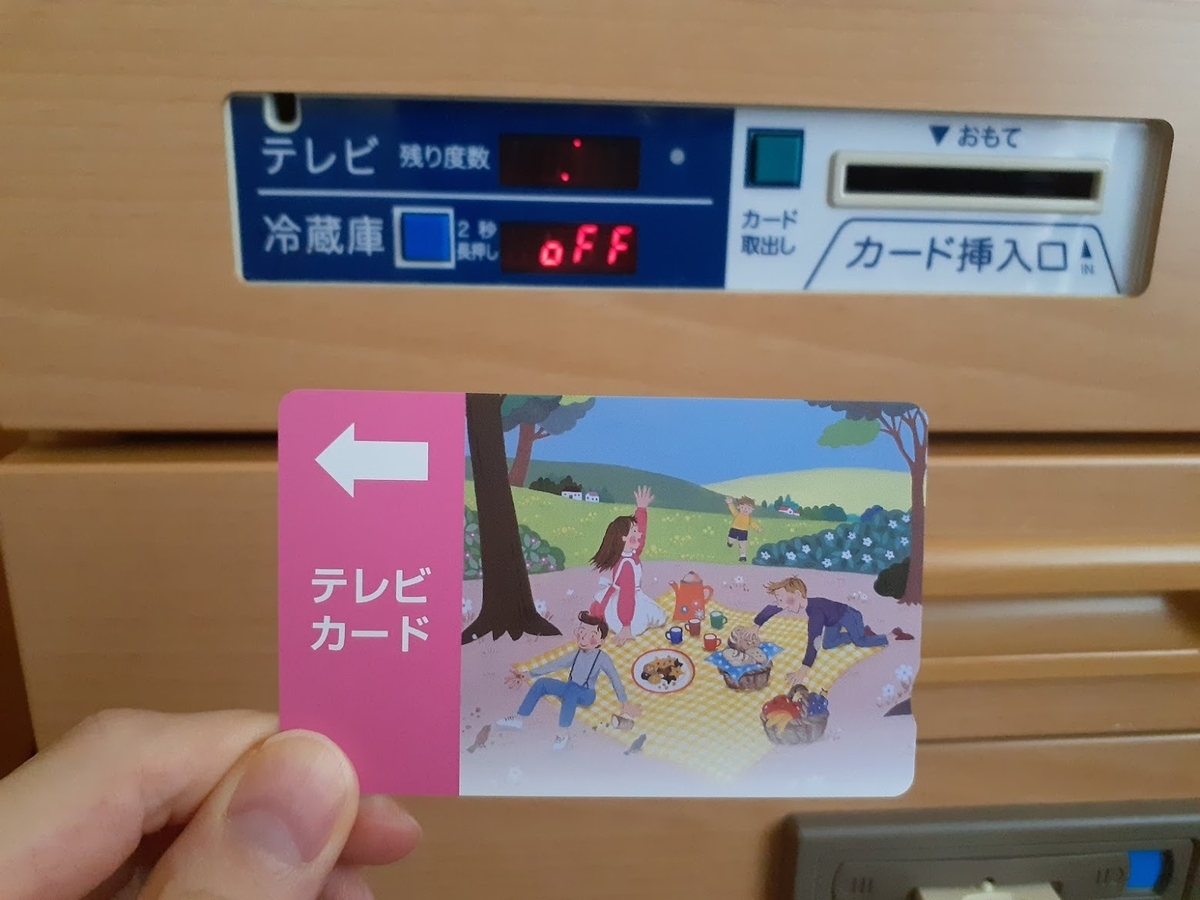 テレビ 残り度数
▼おもて
冷蔵庫 2秒
長押し
oFF
カード
取出し
カード挿入口
IN
テレビ
カード